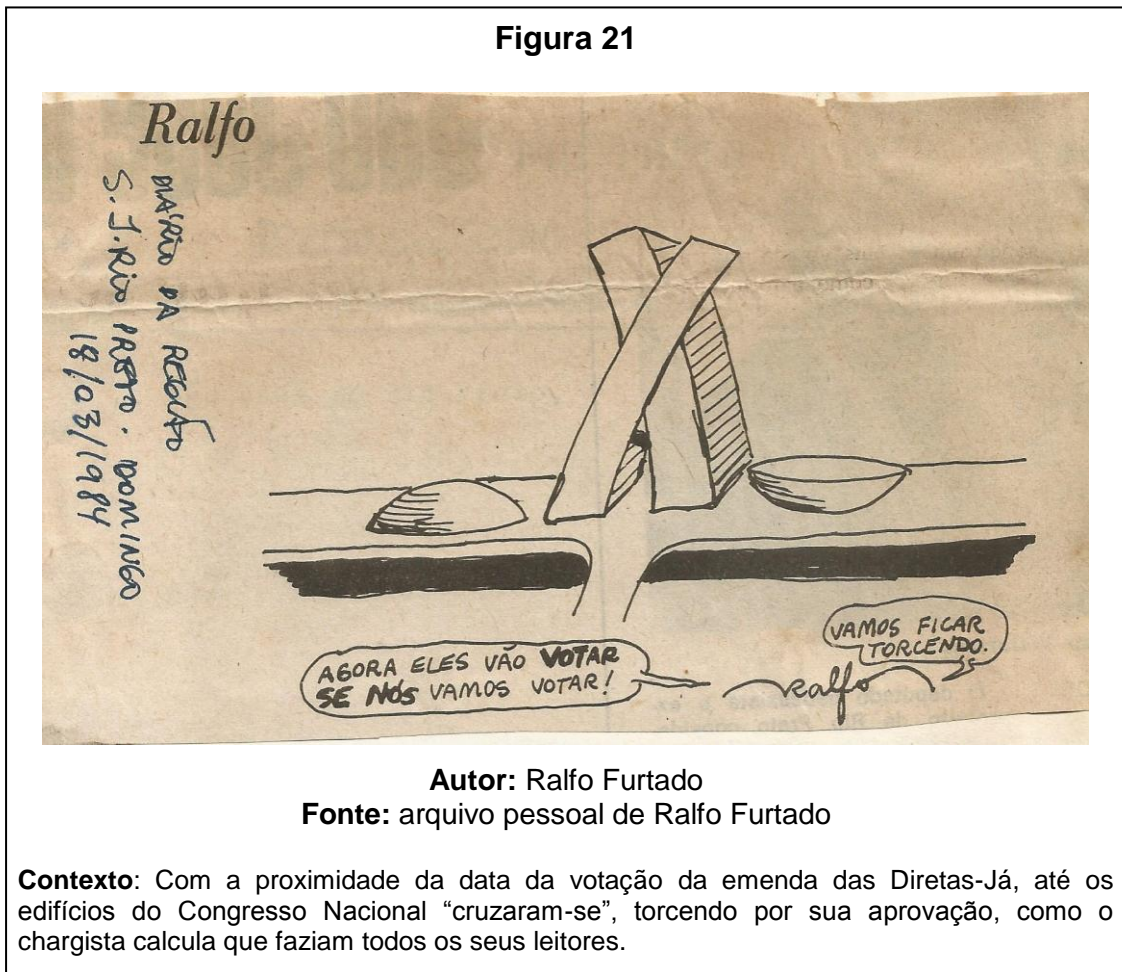 Figura 21
Ralfo
DIÁRIO DA REGIÃO
S. J. RIO PRETO. DOMINGO
18/03/1984
AGORA ELES VÃO VOTAR
SE NÓS VAMOS VOTAR!
VAMOS FICAR
TORCENDO.
Ralfo
Autor: Ralfo Furtado
Fonte: arquivo pessoal de Ralfo Furtado
Contexto: Com a proximidade da data da votação da emenda das Diretas-Já, até os
edifícios do Congresso Nacional “cruzaram-se”, torcendo por sua aprovação, como o
chargista calcula que faziam todos os seus leitores.